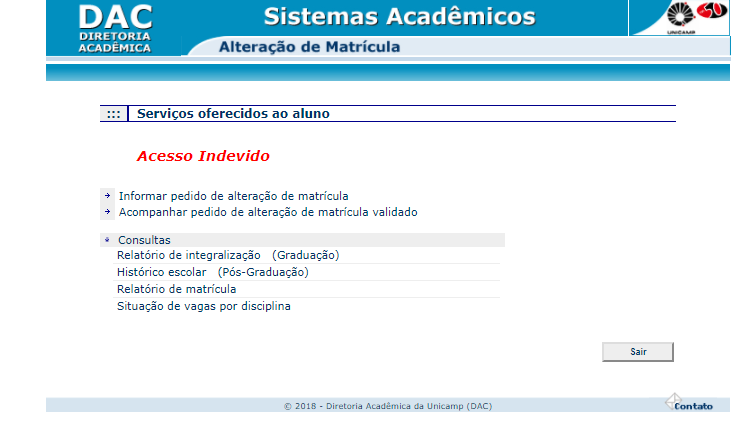 DAC
DIRETORIA
ACADÊMICA
Sistemas Acadêmicos
Alteração de Matrícula
UNICAMP
50
::: Serviços oferecidos ao aluno
Acesso Indevido
Informar pedido de alteração de matrícula
Acompanhar pedido de alteração de matrícula validado
Consultas
Relatório de integralização (Graduação)
Histórico escolar (Pós-Graduação)
Relatório de matrícula
Situação de vagas por disciplina
Sair
© 2018 - Diretoria Acadêmica da Unicamp (DAC)
Contato